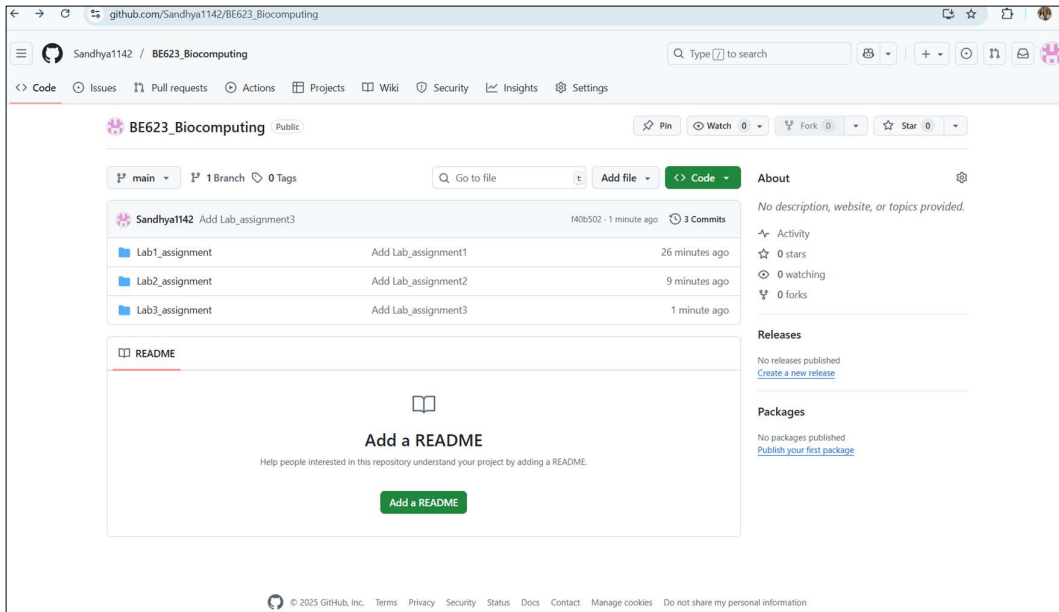 github.com/Sandhya1142/BE623_Biocomputing
Sandhya1142 / BE623_Biocomputing
Type / to search
<> Code Issues Pull requests Actions Projects Wiki Security Insights Settings
BE623_Biocomputing Public
Pin Watch 0 Fork 0 Star 0
main 1 Branch 0 Tags
Go to file t Add file <> Code
About
No description, website, or topics provided.
Sandhya1142 Add Lab_assignment3 f40b502 · 1 minute ago 3 Commits
Activity
Lab1_assignment Add Lab_assignment1 26 minutes ago
0 stars
Lab2_assignment Add Lab_assignment2 9 minutes ago
0 watching
Lab3_assignment Add Lab_assignment3 1 minute ago
0 forks
Releases
README
No releases published
Create a new release
Packages
Add a README
No packages published
Help people interested in this repository understand your project by adding a README.
Publish your first package
Add a README
© 2025 GitHub, Inc. Terms Privacy Security Status Docs Contact Manage cookies Do not share my personal information